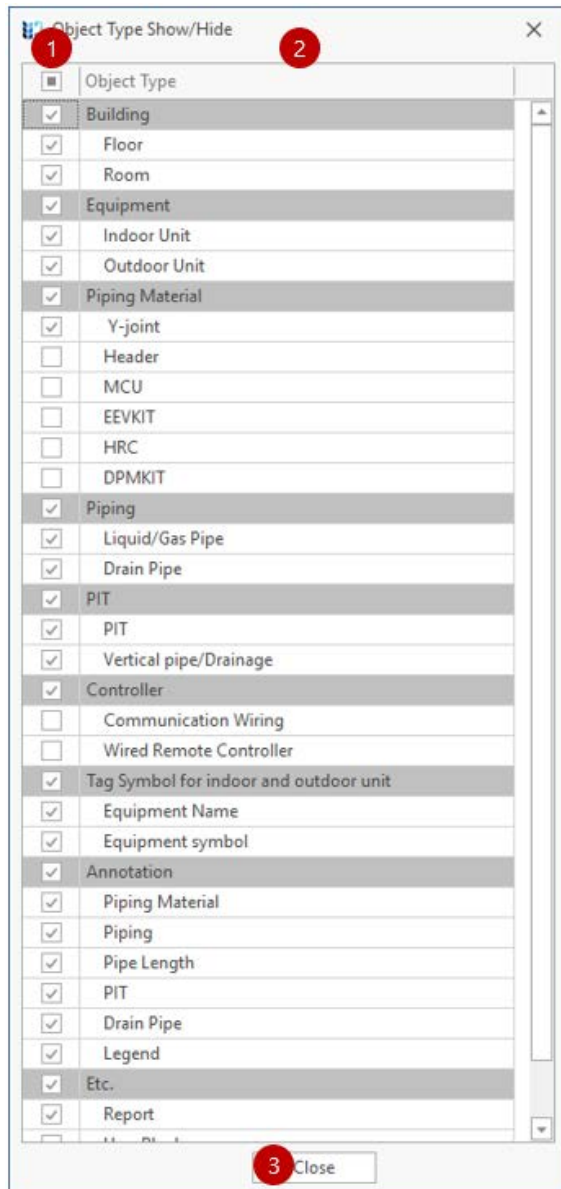 Object Type Show/Hide
1
2
Object Type
Building
Floor
Room
Equipment
Indoor Unit
Outdoor Unit
Piping Material
Y-joint
Header
MCU
EEVKIT
HRC
DPMKIT
Piping
Liquid/Gas Pipe
Drain Pipe
PIT
PIT
Vertical pipe/Drainage
Controller
Communication Wiring
Wired Remote Controller
Tag Symbol for indoor and outdoor unit
Equipment Name
Equipment symbol
Annotation
Piping Material
Piping
Pipe Length
PIT
Drain Pipe
Legend
Etc.
Report
3 Close